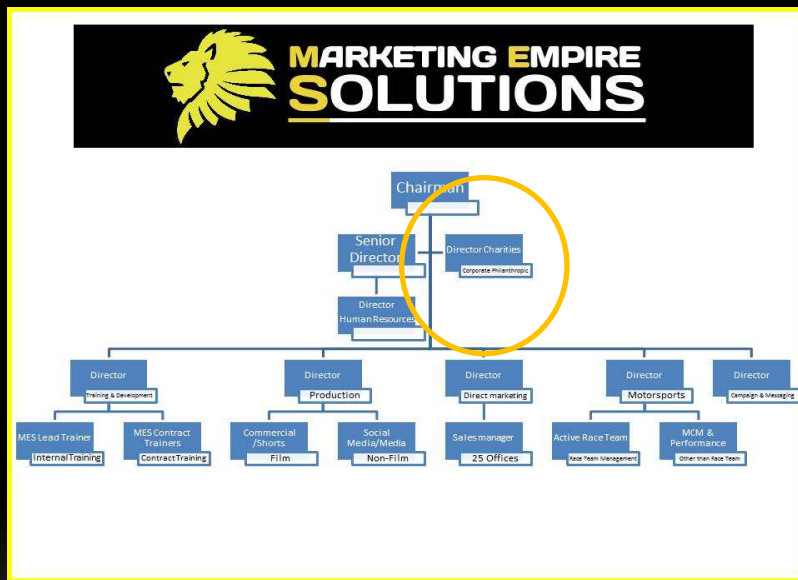 MARKETING EMPIRE
SOLUTIONS
Chairman
Senior
Director
Director Charities
Corporate Philanthropic
Director
Human Resources
Director
Training & Development
Director
Production
Director
Direct marketing
Director
Motorsports
Director
Campaign & Messaging
MES Lead Trainer
Internal Training
MES Contract
Trainers
Contract Training
Commercial
/Shorts
Film
Social
Media/Media
Non-Film
Sales manager
25 Offices
Active Race Team
Race Team Management
MCM &
Performance
Other than Race Team